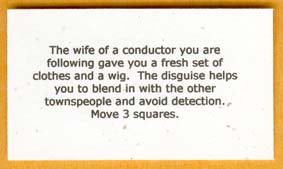 The wife of a conductor you are
following gave you a fresh set of
clothes and a wig. The disguise helps
you to blend in with the other
townspeople and avoid detection.
Move 3 squares.